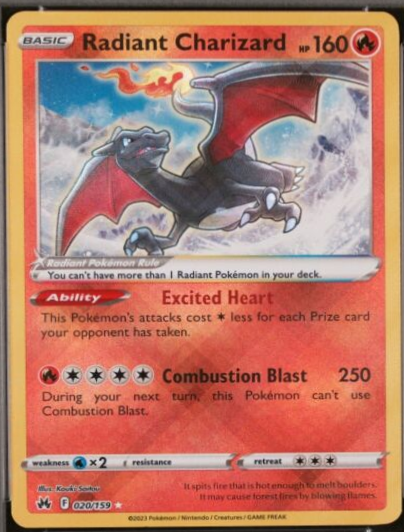 BASIC Radiant Charizard HP 160
Radiant Pokémon Rule
You can't have more than 1 Radiant Pokémon in your deck.
Ability Excited Heart
This Pokémon's attacks cost less for each Prize card
your opponent has taken.
Combustion Blast 250
During your next turn, this Pokémon can't use
Combustion Blast.
weakness ×2 resistance retreat
Illus. Kouki Saitou
It spits fire that is hot enough to melt boulders.
It may cause forest fires by blowing flames.
F 020/159
©2023 Pokémon / Nintendo / Creatures / GAME FREAK